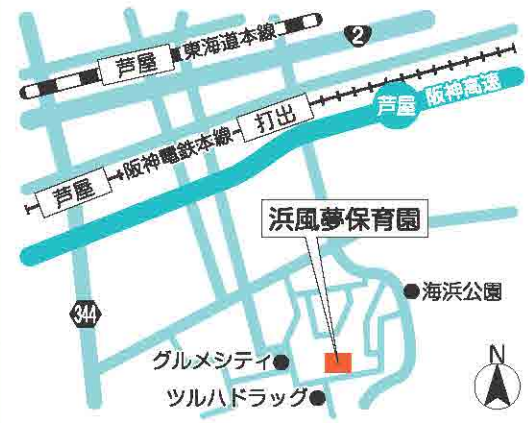 芦屋
東海道本線
2
芦屋
阪神電鉄本線
打出
芦屋
阪神高速
浜風夢保育園
344
海浜公園
グルメシティ
ツルハドラッグ
N